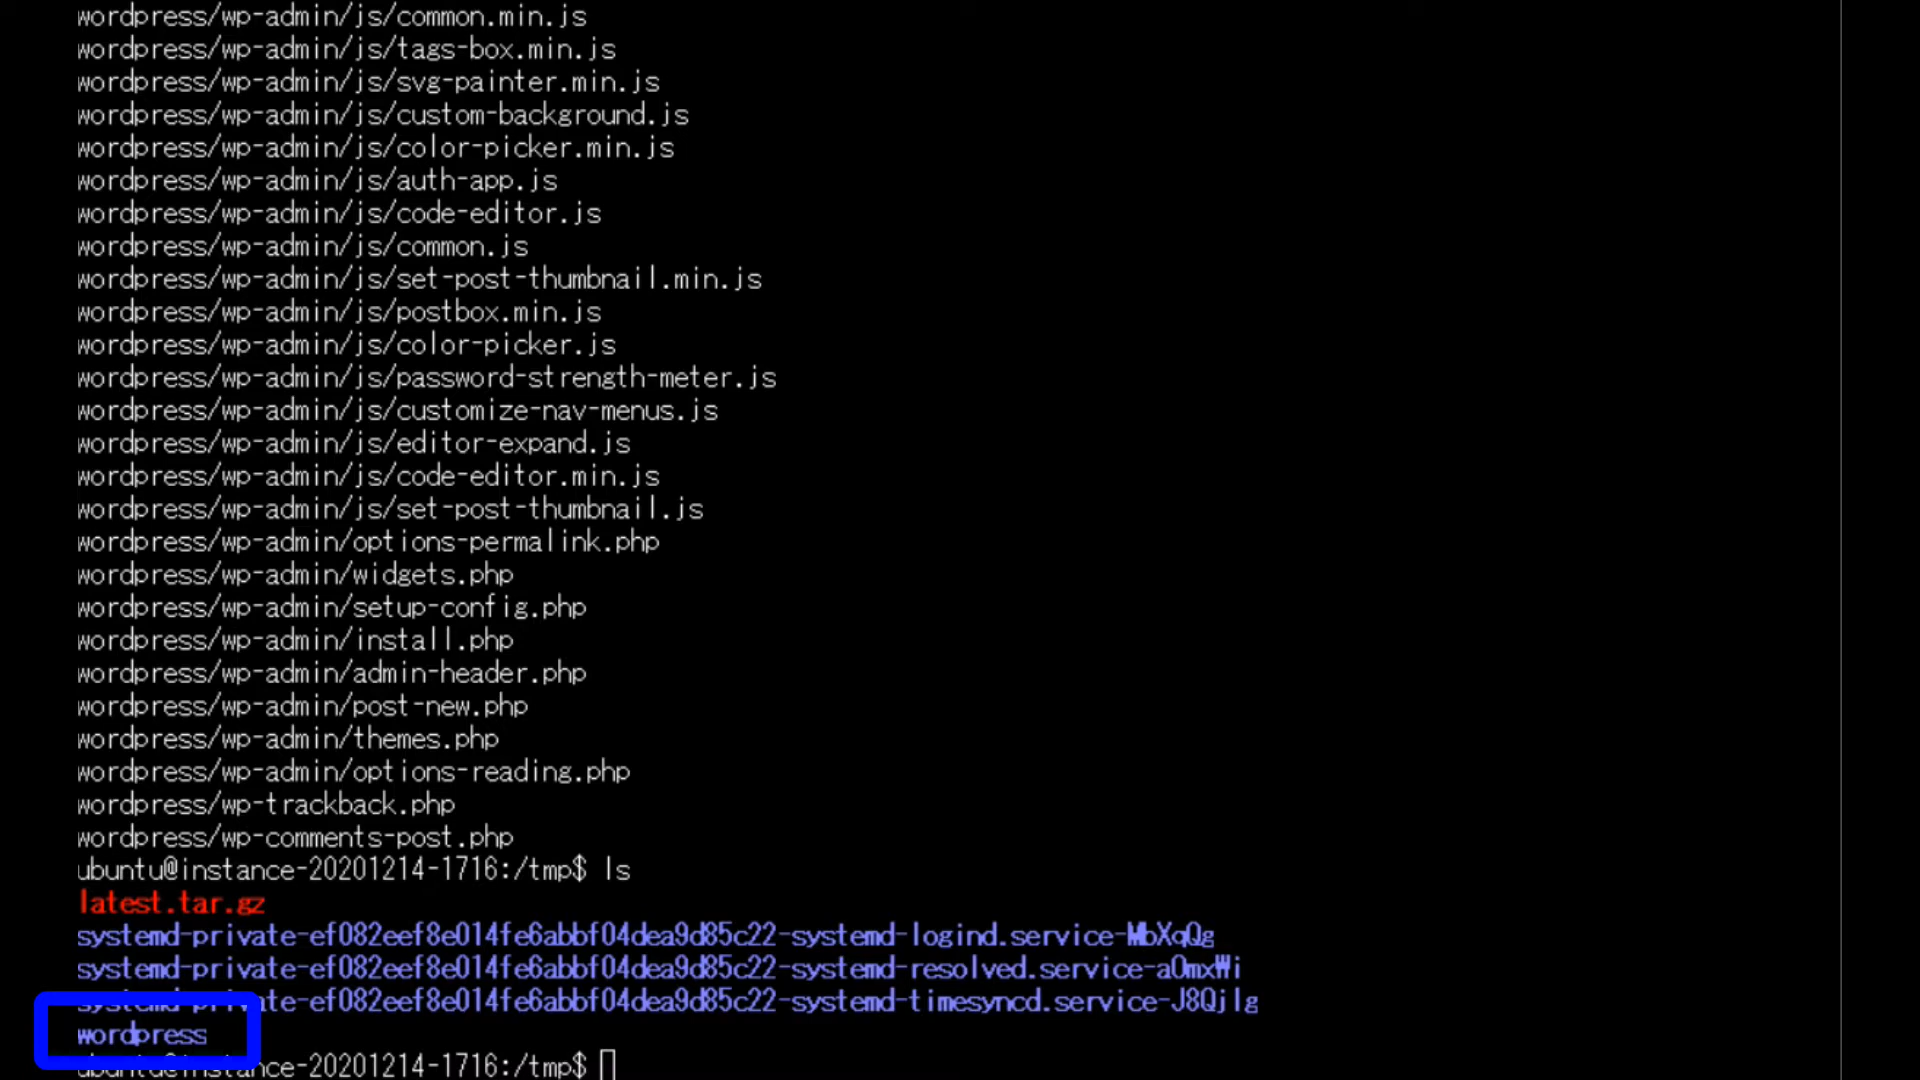 wordpress/wp-admin/js/common.min.js
wordpress/wp-admin/js/tags-box.min.js
wordpress/wp-admin/js/svg-painter.min.js
wordpress/wp-admin/js/custom-background.js
wordpress/wp-admin/js/color-picker.min.js
wordpress/wp-admin/js/auth-app.js
wordpress/wp-admin/js/code-editor.js
wordpress/wp-admin/js/common.js
wordpress/wp-admin/js/set-post-thumbnail.min.js
wordpress/wp-admin/js/postbox.min.js
wordpress/wp-admin/js/color-picker.js
wordpress/wp-admin/js/password-strength-meter.js
wordpress/wp-admin/js/customize-nav-menus.js
wordpress/wp-admin/js/editor-expand.js
wordpress/wp-admin/js/code-editor.min.js
wordpress/wp-admin/js/set-post-thumbnail.js
wordpress/wp-admin/options-permalink.php
wordpress/wp-admin/widgets.php
wordpress/wp-admin/setup-config.php
wordpress/wp-admin/install.php
wordpress/wp-admin/admin-header.php
wordpress/wp-admin/post-new.php
wordpress/wp-admin/themes.php
wordpress/wp-admin/options-reading.php
wordpress/wp-trackback.php
wordpress/wp-comments-post.php
ubuntu@instance-20201214-1716:/tmp$ ls
latest.tar.gz
systemd-private-ef082eef8e014fe6abbf04dea9d85c22-systemd-logind.service-MbXqQg
systemd-private-ef082eef8e014fe6abbf04dea9d85c22-systemd-resolved.service-aOmxWi
systemd-private-ef082eef8e014fe6abbf04dea9d85c22-systemd-timesyncd.service-J8Qjlg
wordpress
ubuntu@instance-20201214-1716:/tmp$